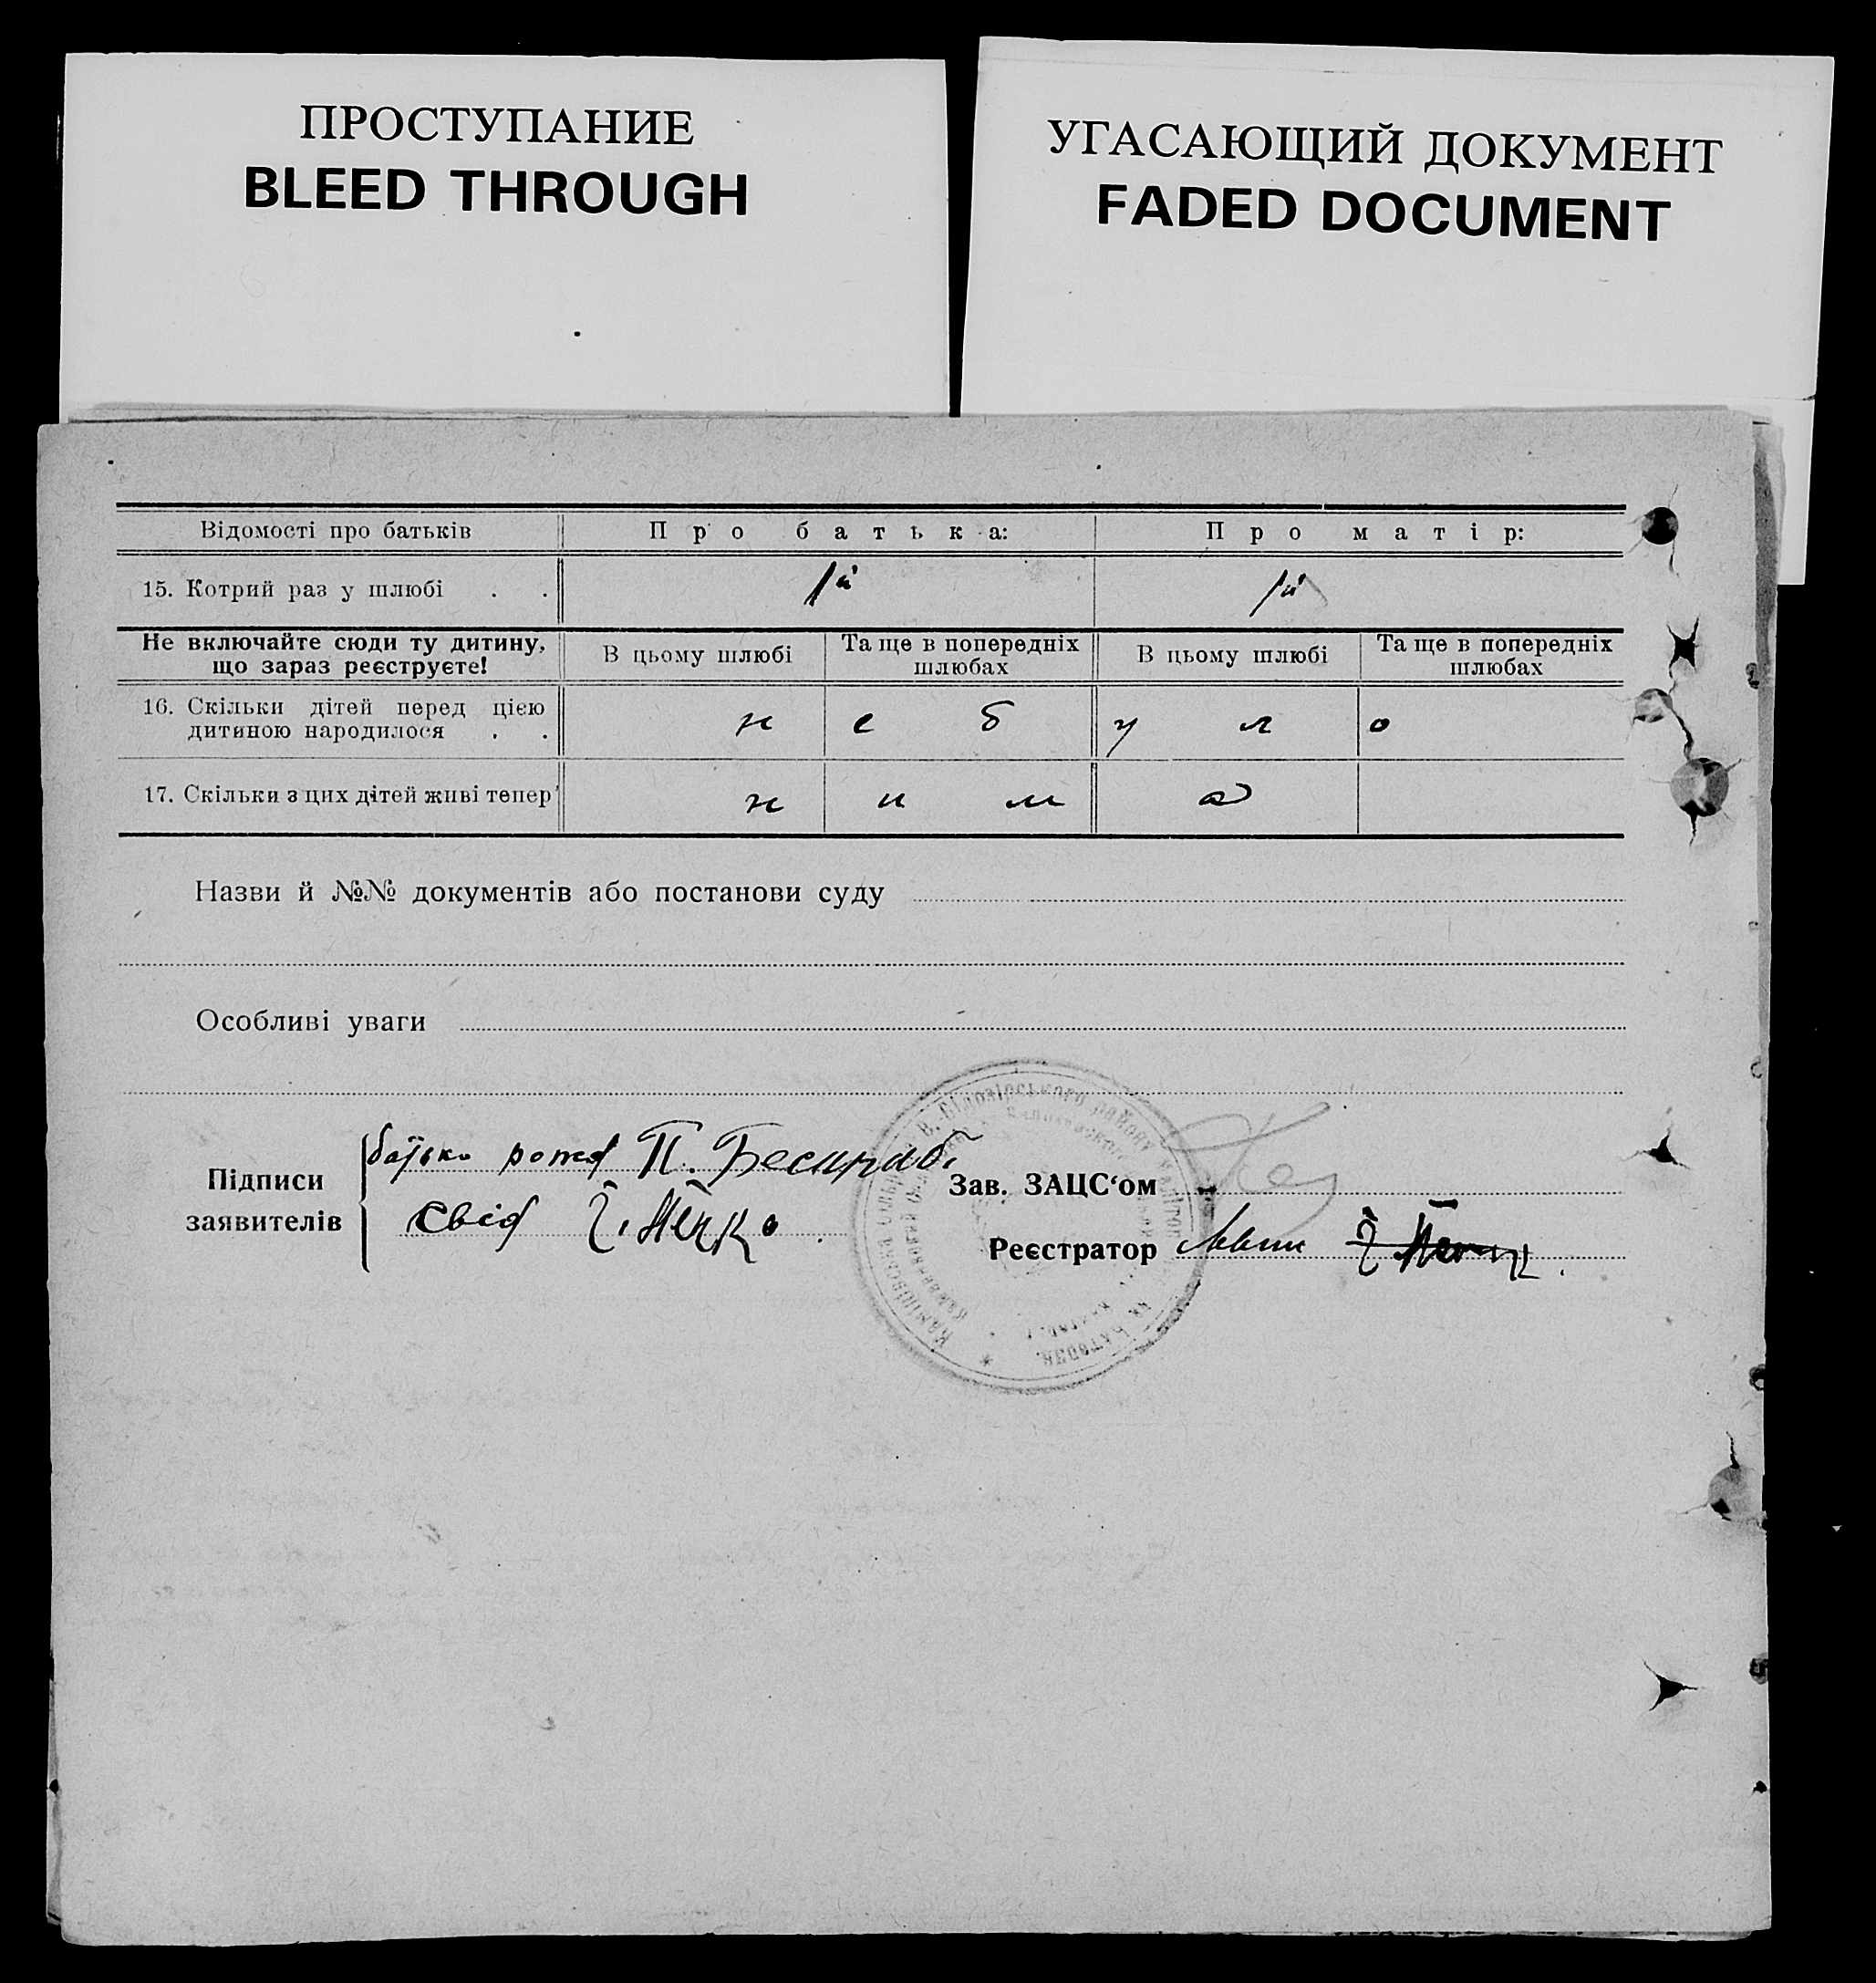 ПРОСТУПАНИЕ
BLEED THROUGH
УГАСАЮЩИЙ ДОКУМЕНТ
FADED DOCUMENT
Відомості про батьків Про батька: Про матір:
15. Котрий раз у шлюбі . . 1й 1й
Не включайте сюди ту дитину, що зараз реєструєте! В цьому шлюбі Та ще в попередніх шлюбах В цьому шлюбі Та ще в попередніх шлюбах
16. Скільки дітей перед цією
дитиною народилося . . н е б у л о
17. Скільки з цих дітей живі тепер н и м а
Назви й №№ документів або постанови суду
Особливі уваги
Підписи заявителів
батько П.
свід
Зав. ЗАЦС‘ом
Реєстратор